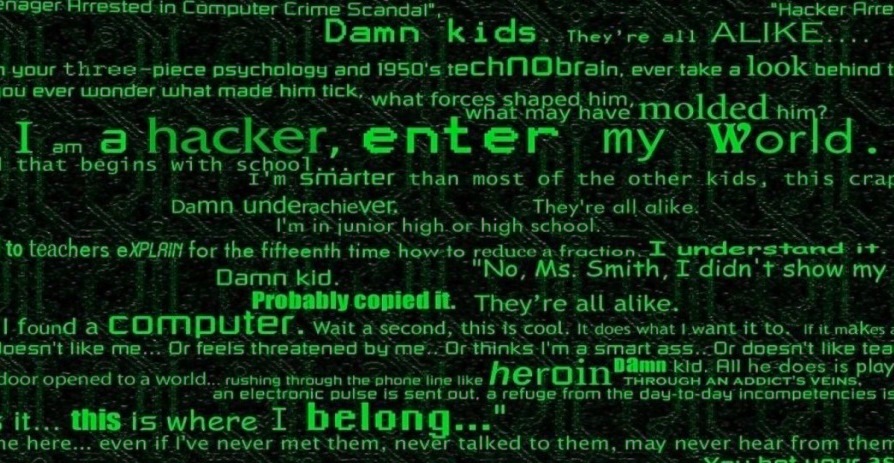 enager Arrested in Computer Crime Scandal", "Hacker Arre
Damn kids. They're all ALIKE....
n your three-piece psychology and 1950's techNObrain, ever take a look behind t
ou ever wonder what made him tick, what forces shaped him,
what may have molded him?
I am a hacker, enter my World.
that begins with school...
I'm smarter than most of the other kids, this crap
Damn underachieVer. They're all alike.
I'm in junior high or high school.
to teachers eXPLAIN for the fifteenth time how to reduce a fraction. I understand it.
"No, Ms. Smith, I didn't show my
Damn kid.
Probably copied it. They're all alike.
I found a computer. Wait a second, this is cool. It does what I want it to. If it makes
doesn't like me... Or feels threatened by me.. Or thinks I'm a smart ass.. Or doesn't like tea
Damn kid. All he does is play
door opened to a world... rushing through the phone line like heroin THROUGH AN ADDICT'S VEINS,
an electronic pulse is sent out, a refuge from the day-to-day incompetencies is
s it... this is where I belong..."
ne here... even if I've never met them, never talked to them, may never hear from them
You bet your as